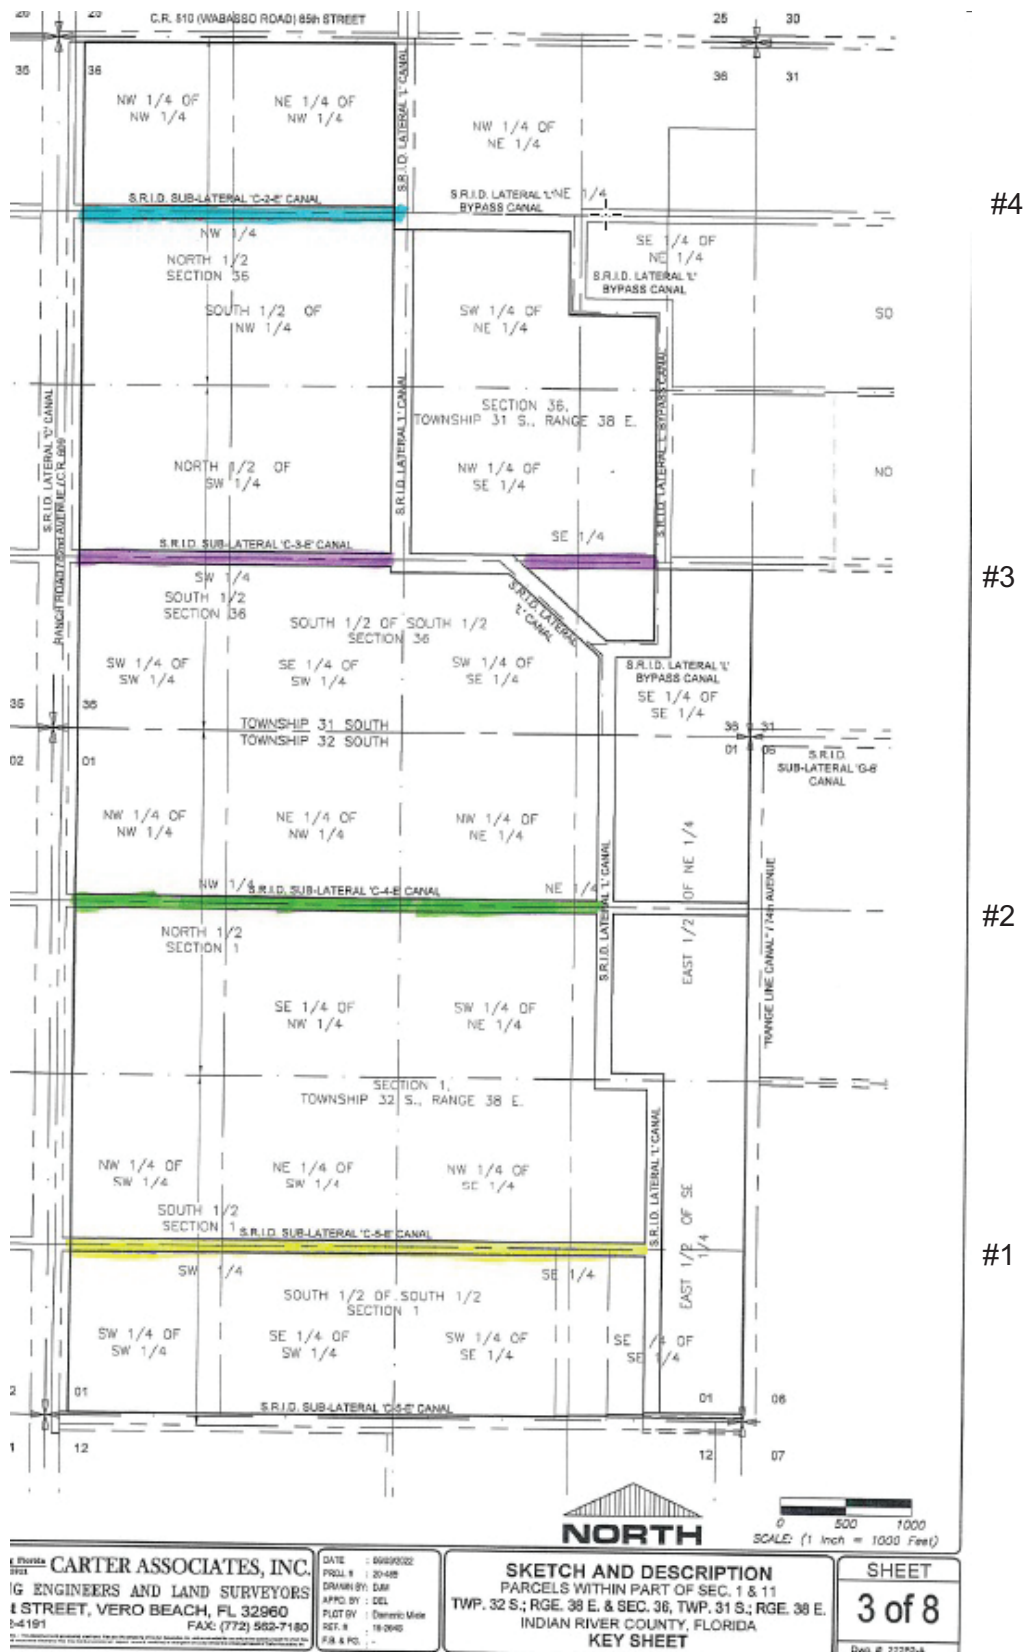 C.R. 510 (WABASSO ROAD) 85th STREET
26
25
25
30
35
36
36
31
NW 1/4 OF
NW 1/4
NE 1/4 OF
NW 1/4
S.R.I.D. LATERAL 'L' CANAL
NW 1/4 OF
NE 1/4
S.R.I.D. SUB-LATERAL 'C-2-E' CANAL
S.R.I.D. LATERAL 'L'
BYPASS CANAL
NE 1/4
#4
NW 1/4
NORTH 1/2
SECTION 36
SE 1/4 OF
NE 1/4
S.R.I.D. LATERAL 'L'
BYPASS CANAL
SOUTH 1/2 OF
NW 1/4
SW 1/4 OF
NE 1/4
SO
S.R.I.D. LATERAL 'C' CANAL
RANCH ROAD / 82nd AVENUE / C.R. 609
S.R.I.D. LATERAL 'L' CANAL
S.R.I.D. LATERAL 'L' BYPASS CANAL
SECTION 36,
TOWNSHIP 31 S., RANGE 38 E.
NORTH 1/2 OF
SW 1/4
NW 1/4 OF
SE 1/4
NO
S.R.I.D. SUB-LATERAL 'C-3-E' CANAL
SE 1/4
#3
SW 1/4
SOUTH 1/2
SECTION 36
S.R.I.D. LATERAL
'L' CANAL
SOUTH 1/2 OF SOUTH 1/2
SECTION 36
SW 1/4 OF
SW 1/4
SE 1/4 OF
SW 1/4
SW 1/4 OF
SE 1/4
S.R.I.D. LATERAL 'L'
BYPASS CANAL
SE 1/4 OF
SE 1/4
35
36
TOWNSHIP 31 SOUTH
TOWNSHIP 32 SOUTH
36
31
02
01
01
06
S.R.I.D.
SUB-LATERAL 'G-6'
CANAL
NW 1/4 OF
NW 1/4
NE 1/4 OF
NW 1/4
NW 1/4 OF
NE 1/4
S.R.I.D. LATERAL 'L' CANAL
EAST 1/2 OF NE 1/4
"RANGE LINE CANAL" / 74th AVENUE
NW 1/4
S.R.I.D. SUB-LATERAL 'C-4-E' CANAL
NE 1/4
#2
NORTH 1/2
SECTION 1
SE 1/4 OF
NW 1/4
SW 1/4 OF
NE 1/4
SECTION 1,
TOWNSHIP 32 S., RANGE 38 E.
NW 1/4 OF
SW 1/4
NE 1/4 OF
SW 1/4
NW 1/4 OF
SE 1/4
S.R.I.D. LATERAL 'L' CANAL
EAST 1/2 OF SE
1/4
SOUTH 1/2
SECTION 1
S.R.I.D. SUB-LATERAL 'C-5-E' CANAL
#1
SW 1/4
SE 1/4
SOUTH 1/2 OF SOUTH 1/2
SECTION 1
SW 1/4 OF
SW 1/4
SE 1/4 OF
SW 1/4
SW 1/4 OF
SE 1/4
SE 1/4 OF
SE 1/4
2
01
01
06
S.R.I.D. SUB-LATERAL 'C-5-E' CANAL
1
12
12
07
NORTH
0 500 1000
SCALE: (1 Inch = 1000 Feet)
CARTER ASSOCIATES, INC.
G ENGINEERS AND LAND SURVEYORS
STREET, VERO BEACH, FL 32960
2-4191 FAX: (772) 562-7180
DATE :
PROJ. # :
DRAWN BY : DJM
APPD. BY : DEL
PLOT BY :
REF. # :
F.B. & PG. : -
SKETCH AND DESCRIPTION
PARCELS WITHIN PART OF SEC. 1 & 11
TWP. 32 S.; RGE. 38 E. & SEC. 36, TWP. 31 S.; RGE. 38 E.
INDIAN RIVER COUNTY, FLORIDA
KEY SHEET
SHEET
3 of 8